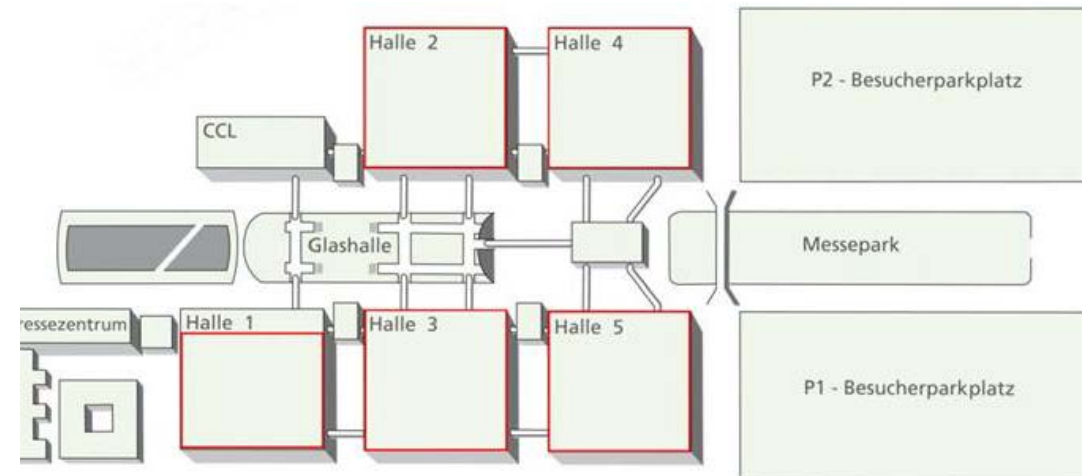 Halle 2
Halle 4
P2 - Besucherparkplatz
CCL
Glashalle
Messepark
ressezentrum
Halle 1
Halle 3
Halle 5
P1 - Besucherparkplatz